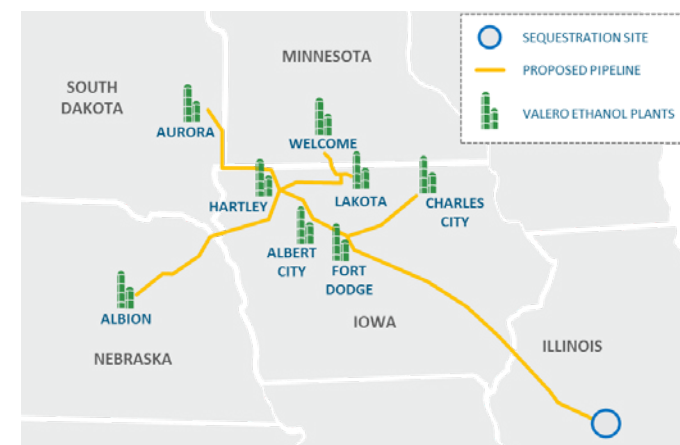 SEQUESTRATION SITE
PROPOSED PIPELINE
VALERO ETHANOL PLANTS
MINNESOTA
SOUTH
DAKOTA
AURORA
WELCOME
HARTLEY
LAKOTA
CHARLES
CITY
ALBERT
CITY
FORT
DODGE
ALBION
IOWA
ILLINOIS
NEBRASKA